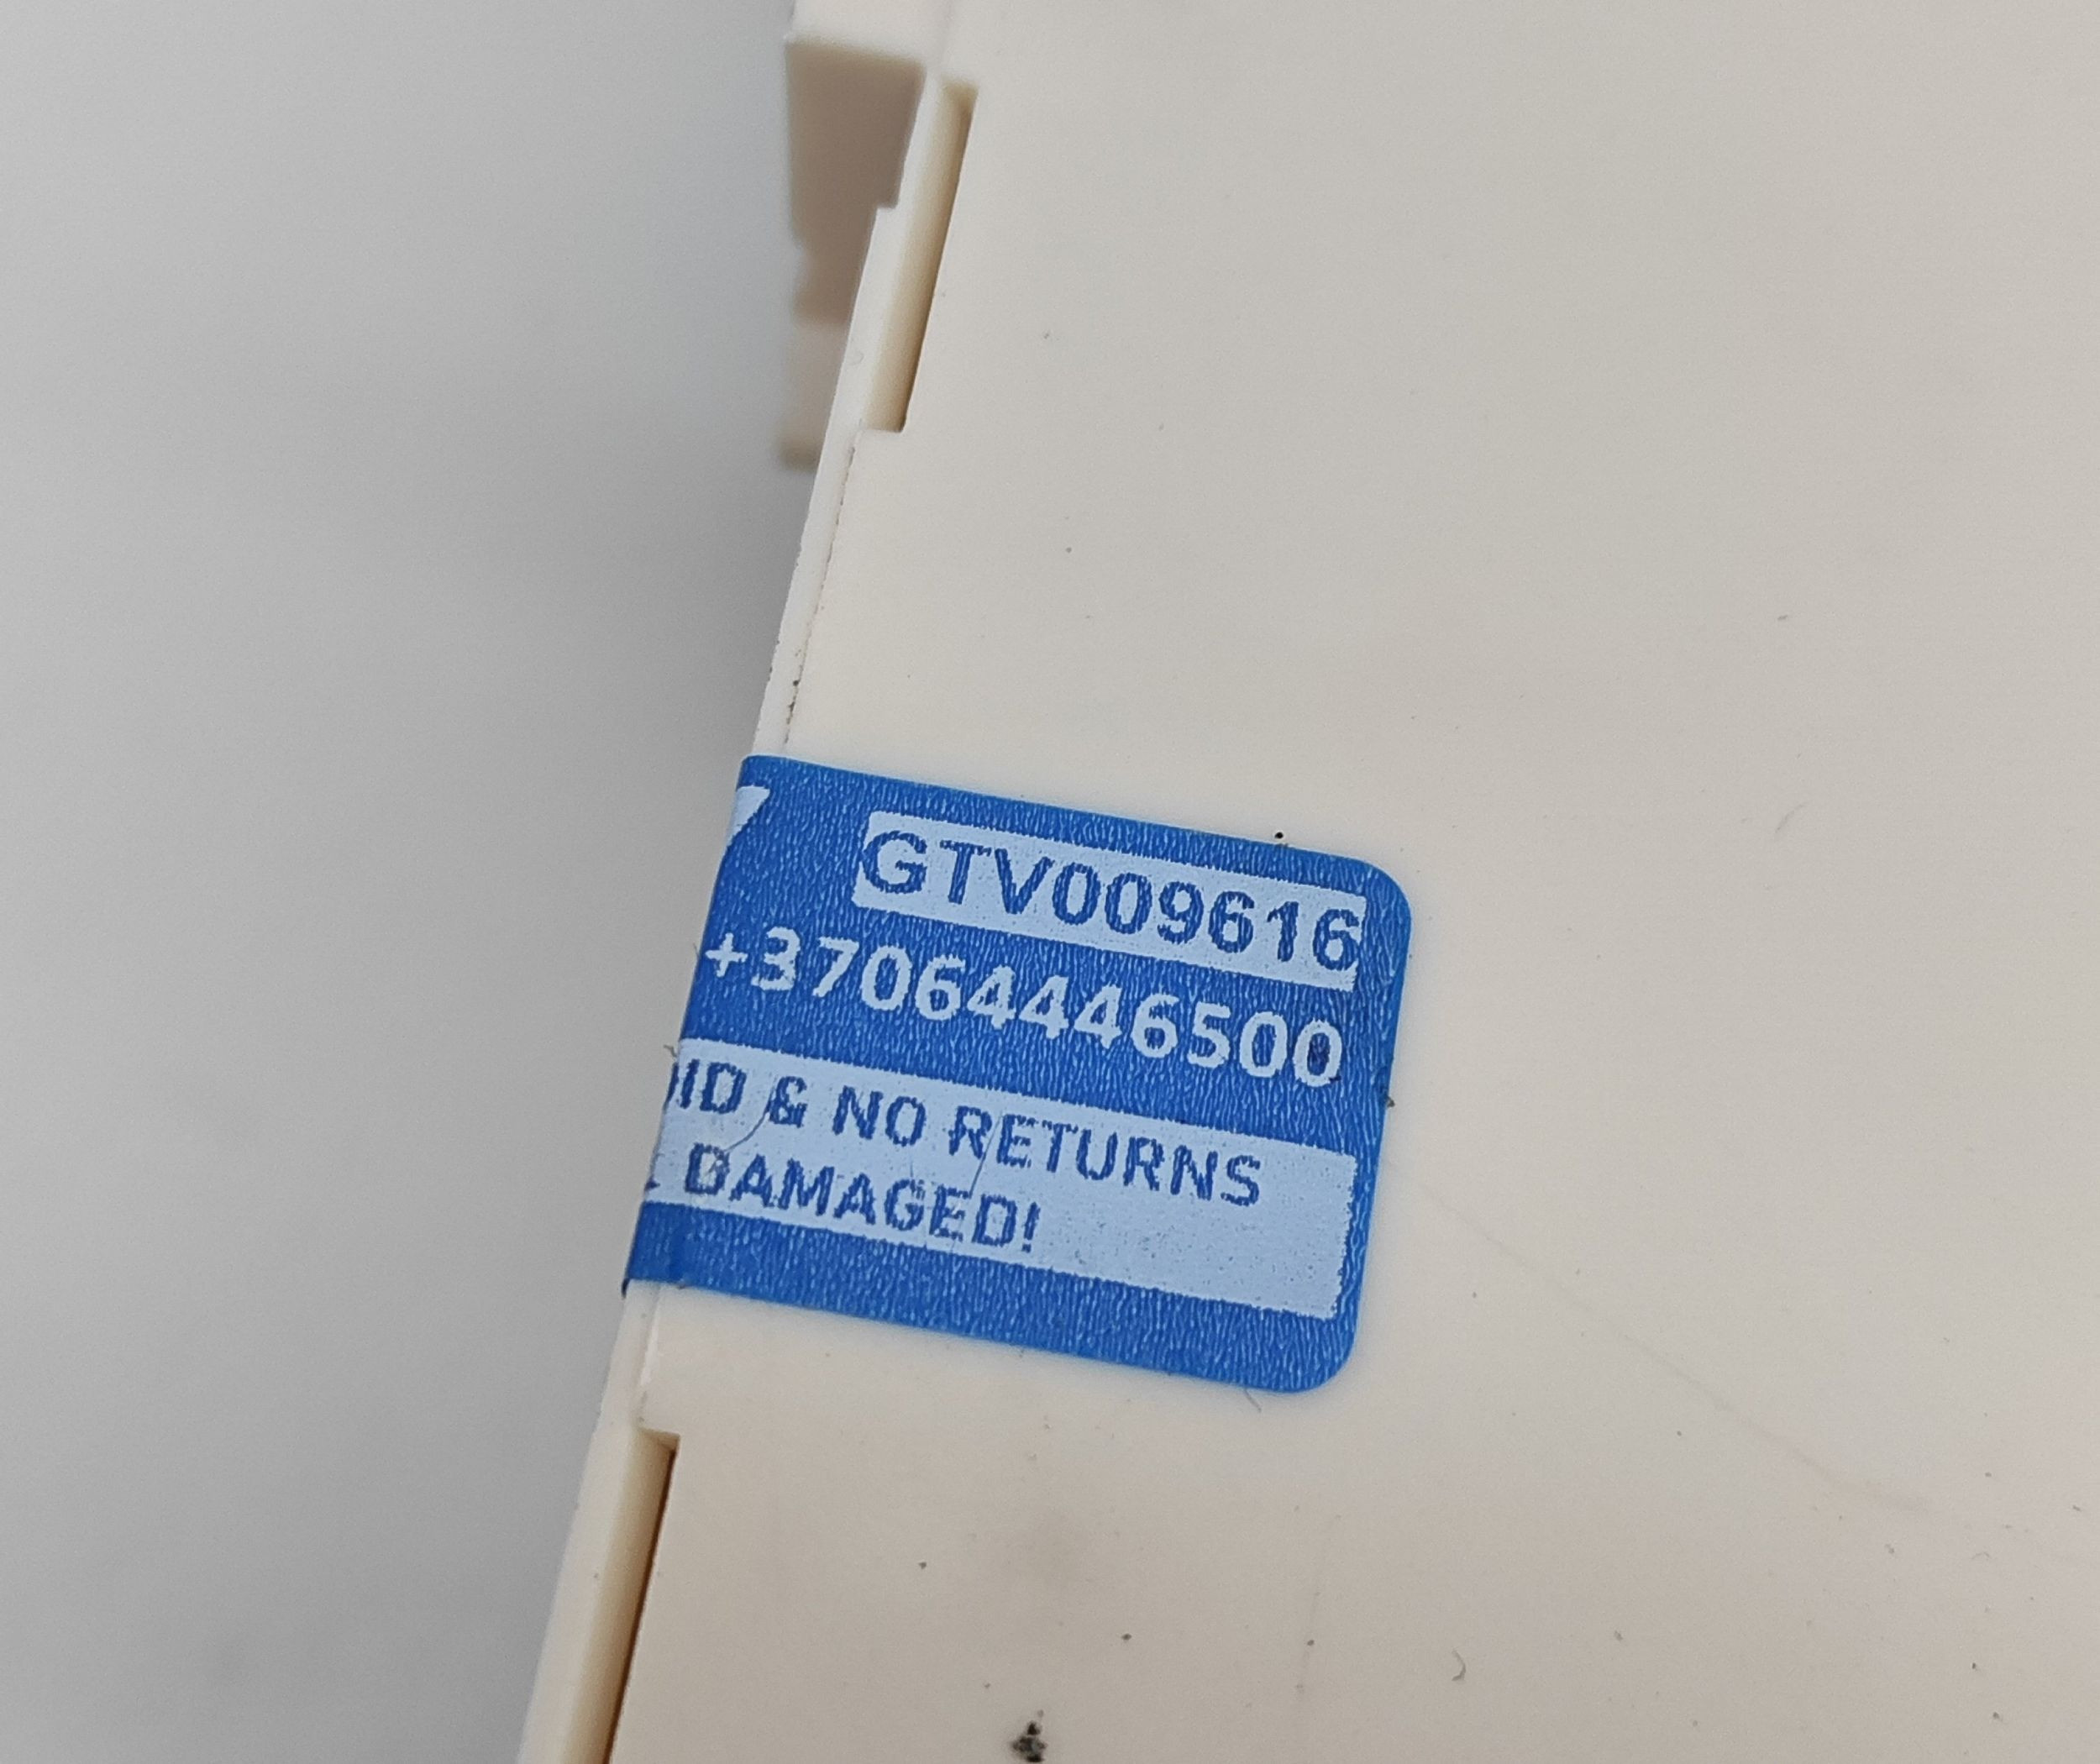 GTV009616
+37064446500
ID & NO RETURNS
DAMAGED!